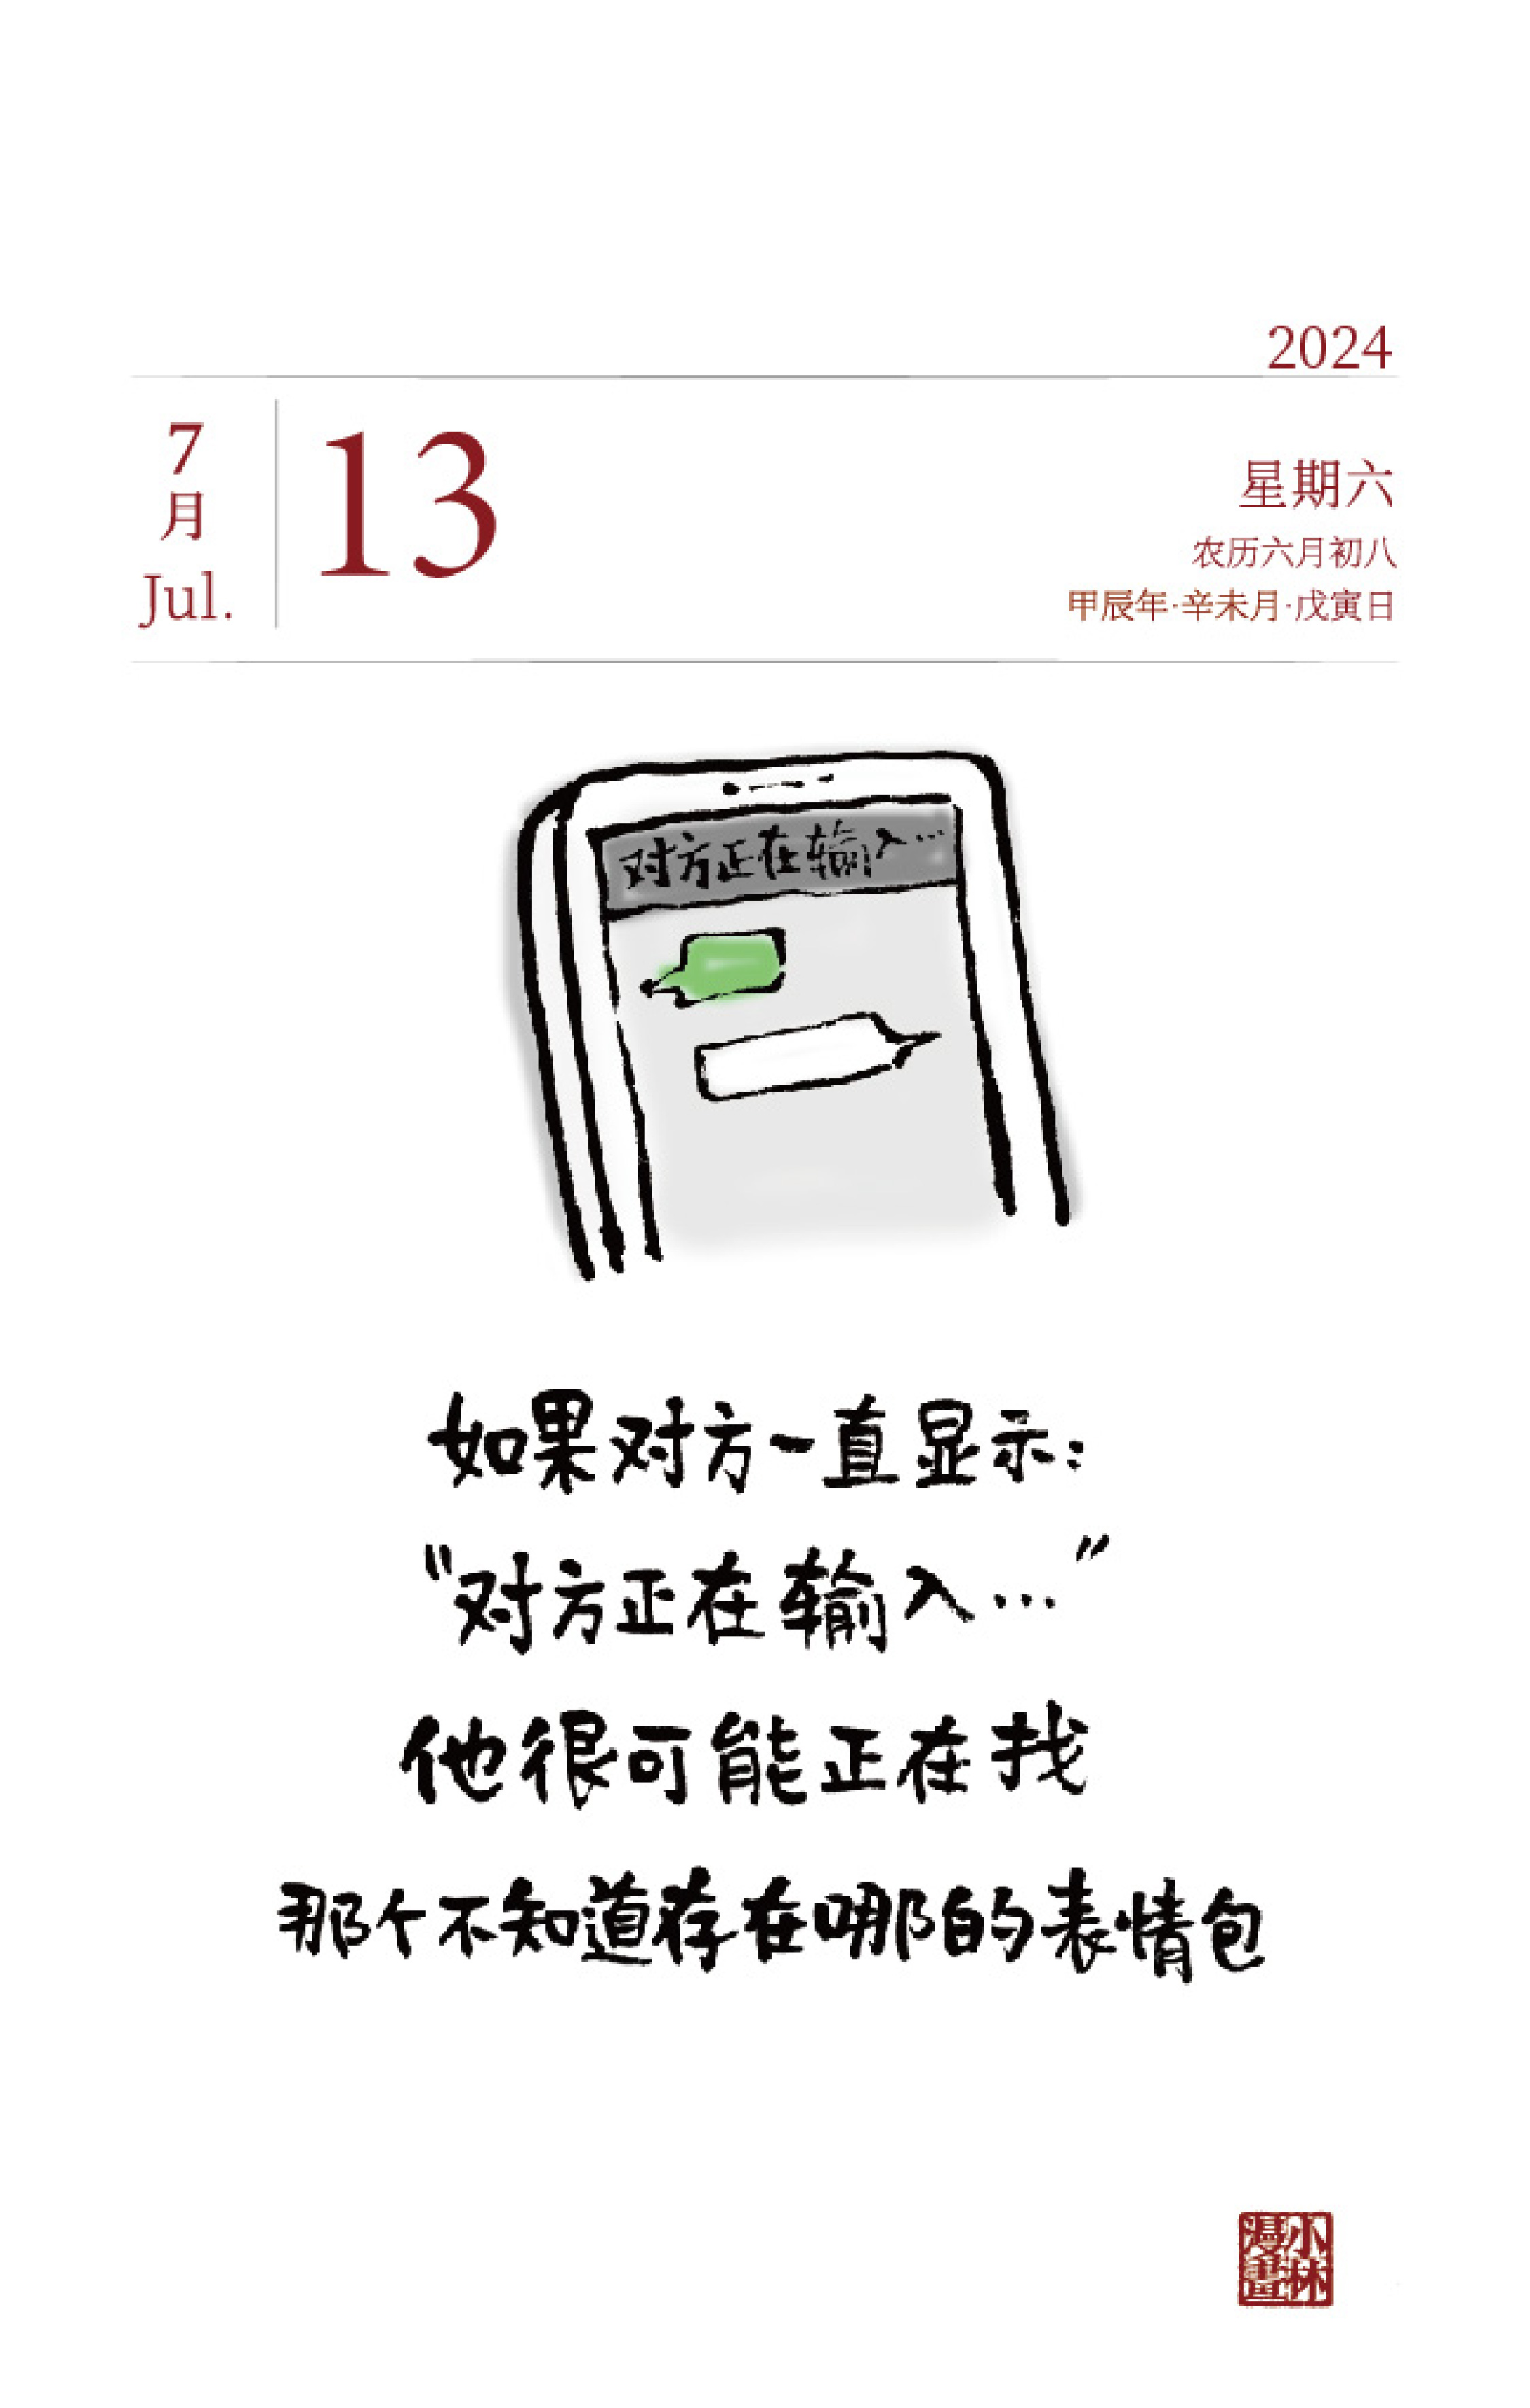 2024
7
月
Jul.
13
星期六
农历六月初八
甲辰年·辛未月·戊寅日
对方正在输入…
如果对方一直显示:
“对方正在输入…”
他很可能正在找
那个不知道存在哪的表情包
小林
漫畫